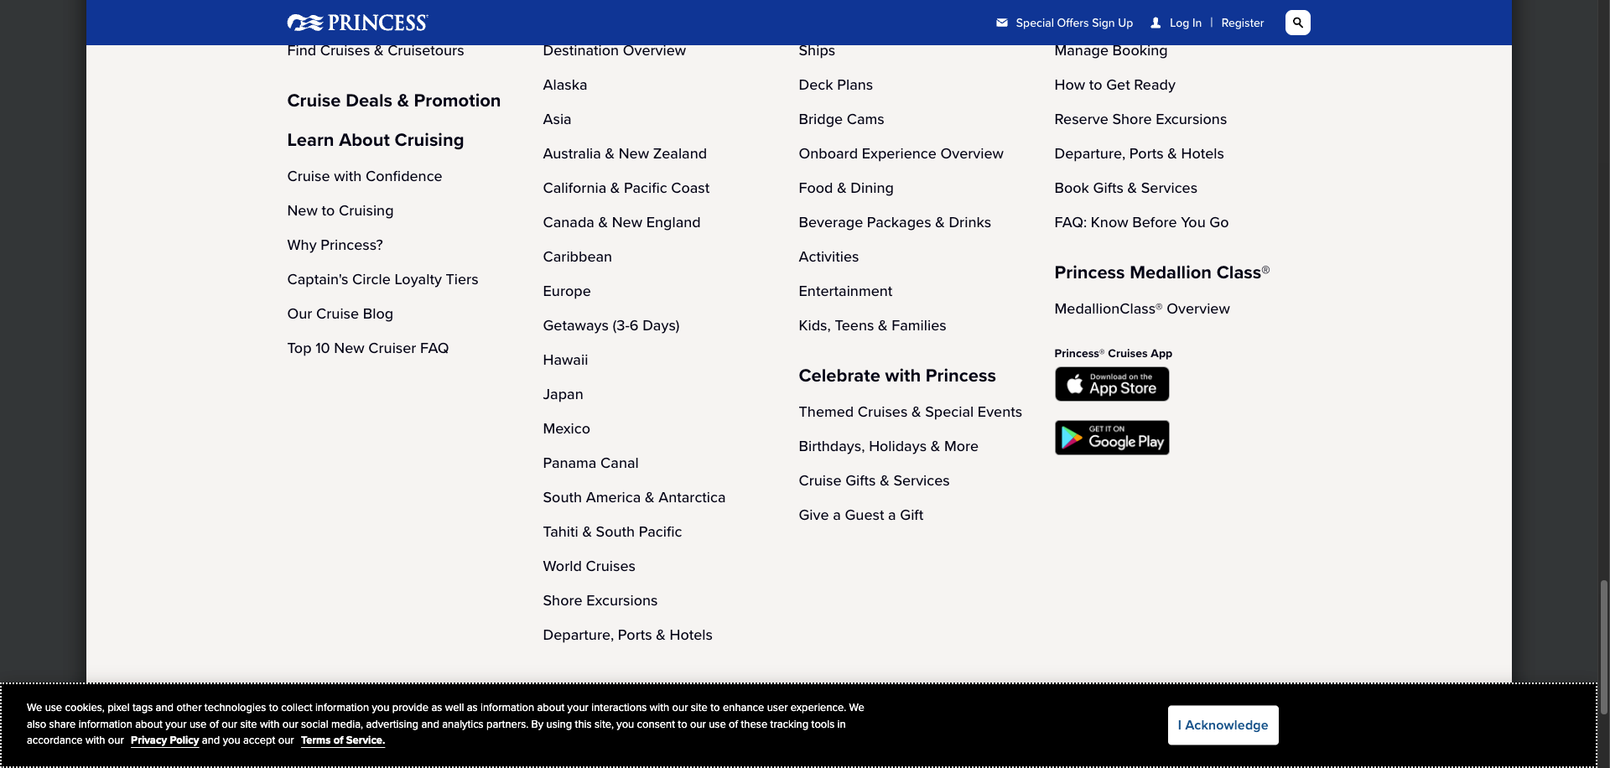 PRINCESS®
Special Offers Sign Up
Log In | Register
Find Cruises & Cruisetours
Cruise Deals & Promotion
Learn About Cruising
Cruise with Confidence
New to Cruising
Why Princess?
Captain's Circle Loyalty Tiers
Our Cruise Blog
Top 10 New Cruiser FAQ
Destination Overview
Alaska
Asia
Australia & New Zealand
California & Pacific Coast
Canada & New England
Caribbean
Europe
Getaways (3-6 Days)
Hawaii
Japan
Mexico
Panama Canal
South America & Antarctica
Tahiti & South Pacific
World Cruises
Shore Excursions
Departure, Ports & Hotels
Ships
Deck Plans
Bridge Cams
Onboard Experience Overview
Food & Dining
Beverage Packages & Drinks
Activities
Entertainment
Kids, Teens & Families
Celebrate with Princess
Themed Cruises & Special Events
Birthdays, Holidays & More
Cruise Gifts & Services
Give a Guest a Gift
Manage Booking
How to Get Ready
Reserve Shore Excursions
Departure, Ports & Hotels
Book Gifts & Services
FAQ: Know Before You Go
Princess Medallion Class®
MedallionClass® Overview
Princess® Cruises App
Download on the
App Store
GET IT ON
Google Play
We use cookies, pixel tags and other technologies to collect information you provide as well as information about your interactions with our site to enhance user experience. We
also share information about your use of our site with our social media, advertising and analytics partners. By using this site, you consent to our use of these tracking tools in
accordance with our Privacy Policy and you accept our Terms of Service.
I Acknowledge